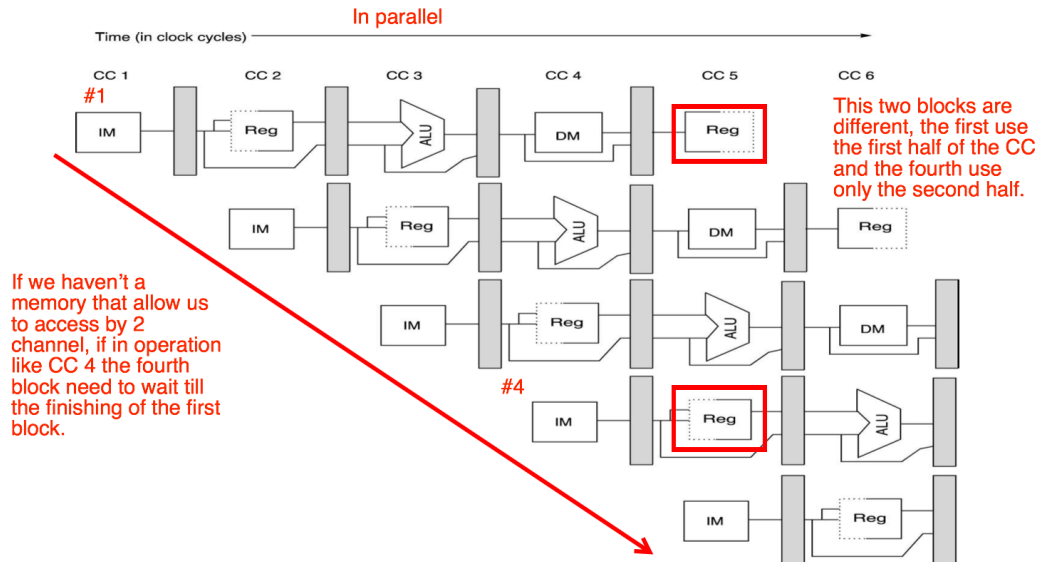 In parallel
Time (in clock cycles)
CC 1 CC 2 CC 3 CC 4 CC 5 CC 6
#1
IM Reg ALU DM Reg
This two blocks are
different, the first use
the first half of the CC
and the fourth use
only the second half.
IM Reg ALU DM Reg
If we haven't a
memory that allow us
to access by 2
channel, if in operation
like CC 4 the fourth
block need to wait till
the finishing of the first
block.
IM Reg ALU DM
#4
IM Reg ALU
IM Reg